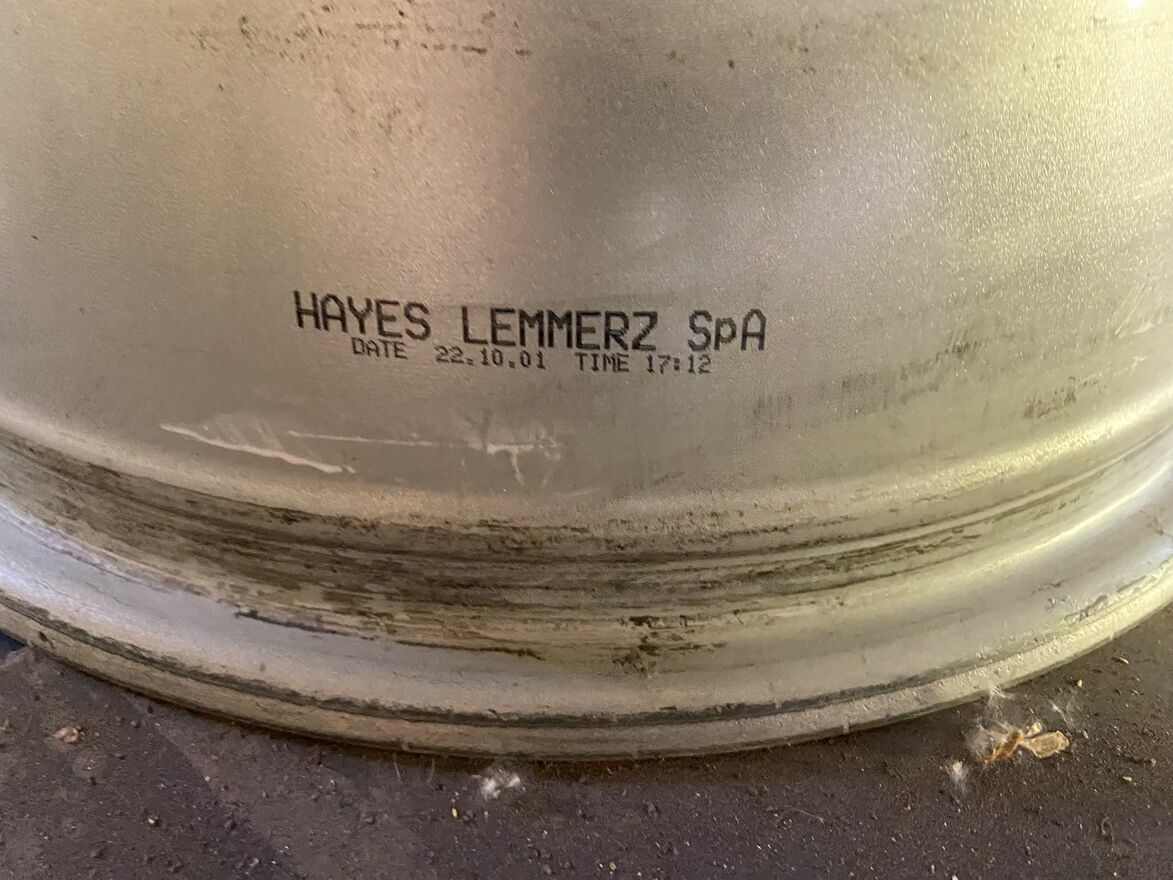 HAYES LEMMERZ SpA
DATE 22.10.01 TIME 17:12